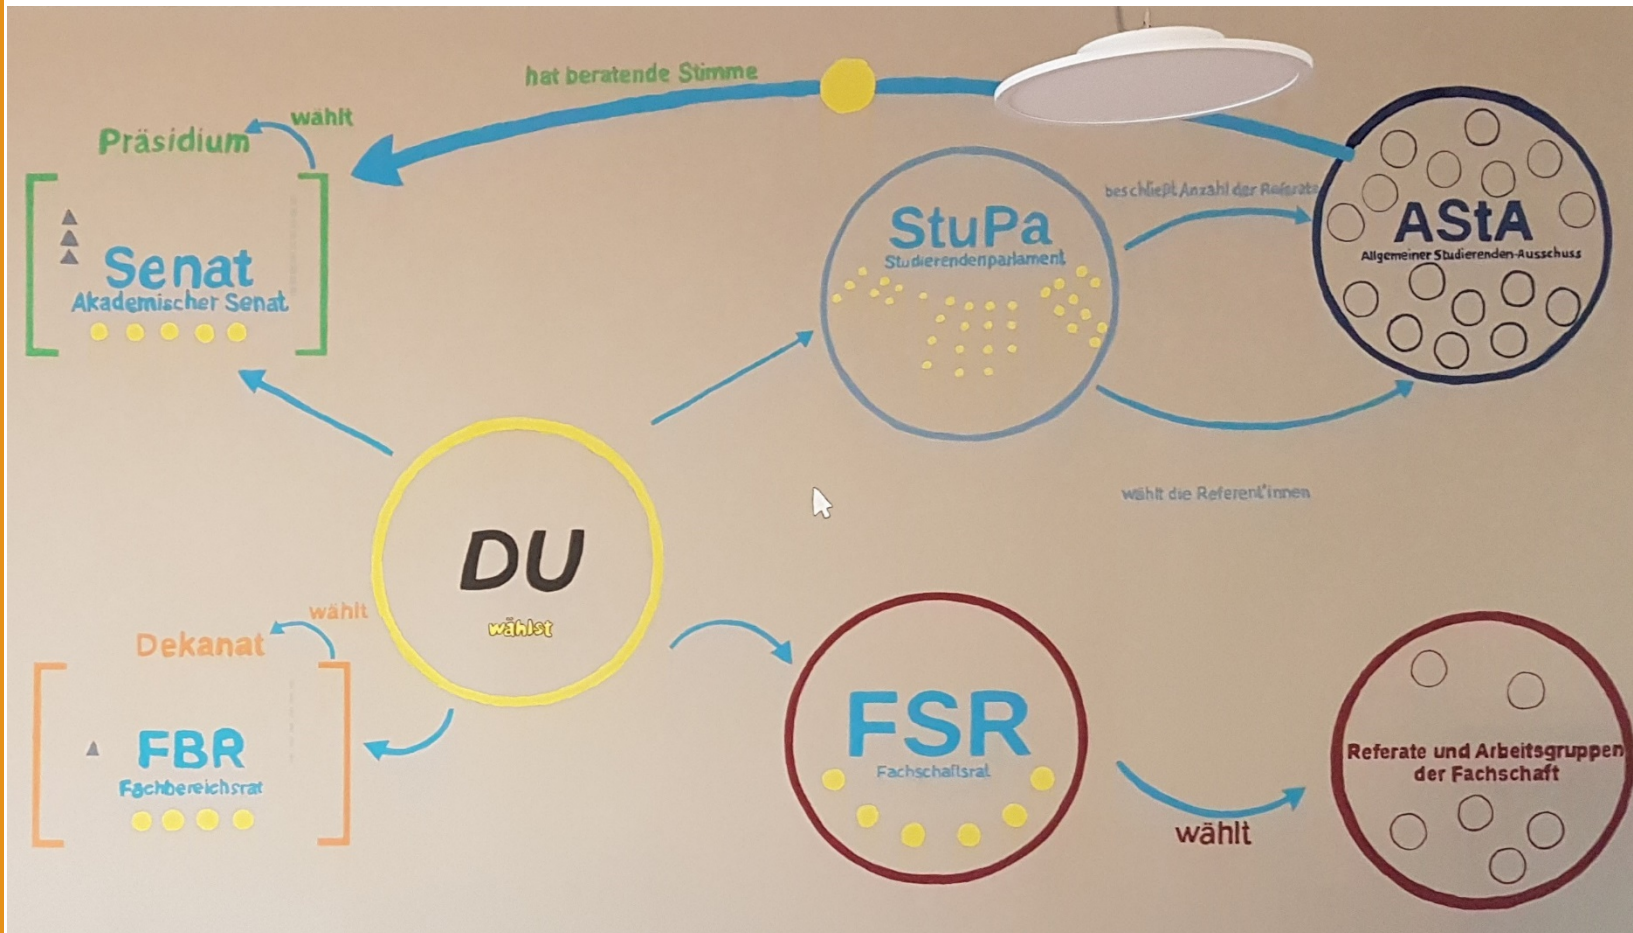 hat beratende Stimme
wählt
Präsidium
Senat
Akademischer Senat
StuPa
Studierendenparlament
beschließt Anzahl der Referate
AStA
Allgemeiner Studierenden-Ausschuss
wählt die Referent*innen
DU
wählst
wählt
Dekanat
FBR
Fachbereichsrat
FSR
Fachschaftsrat
wählt
Referate und Arbeitsgruppen
der Fachschaft